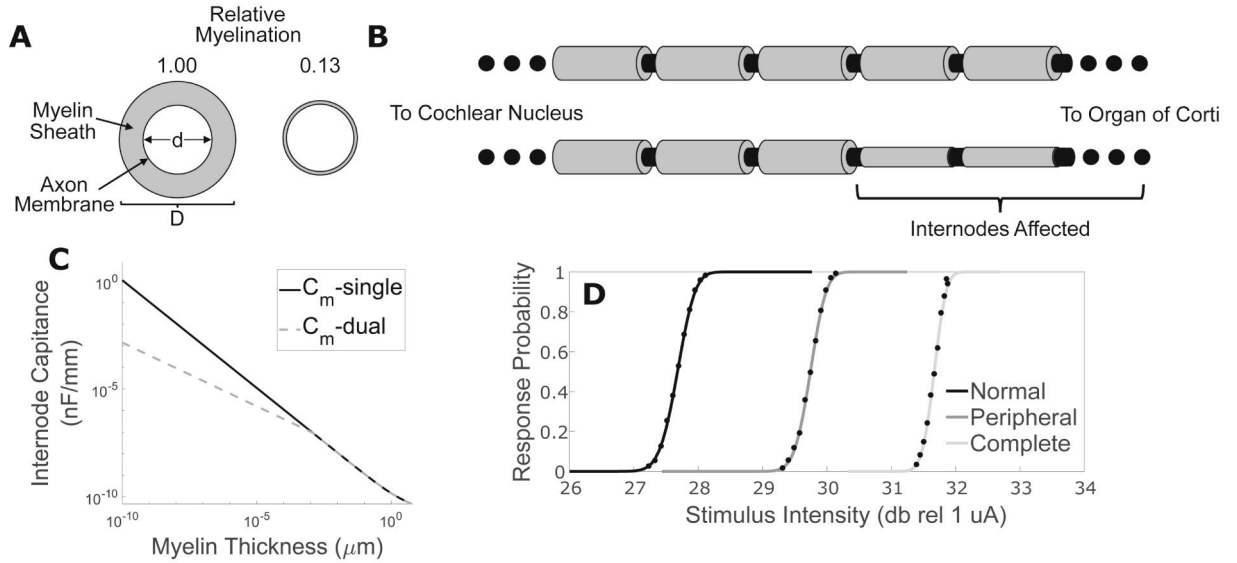 A
Relative
Myelination
1.00
0.13
Myelin
Sheath
d
Axon
Membrane
D
B
To Cochlear Nucleus
To Organ of Corti
Internodes Affected
C
Internode Capitance
(nF/mm)
10^0
10^-5
10^-10
C_m-single
C_m-dual
10^-10
10^-5
10^0
Myelin Thickness (μm)
D
Response Probability
1
0.8
0.6
0.4
0.2
0
Normal
Peripheral
Complete
26 27 28 29 30 31 32 33 34
Stimulus Intensity (db rel 1 uA)